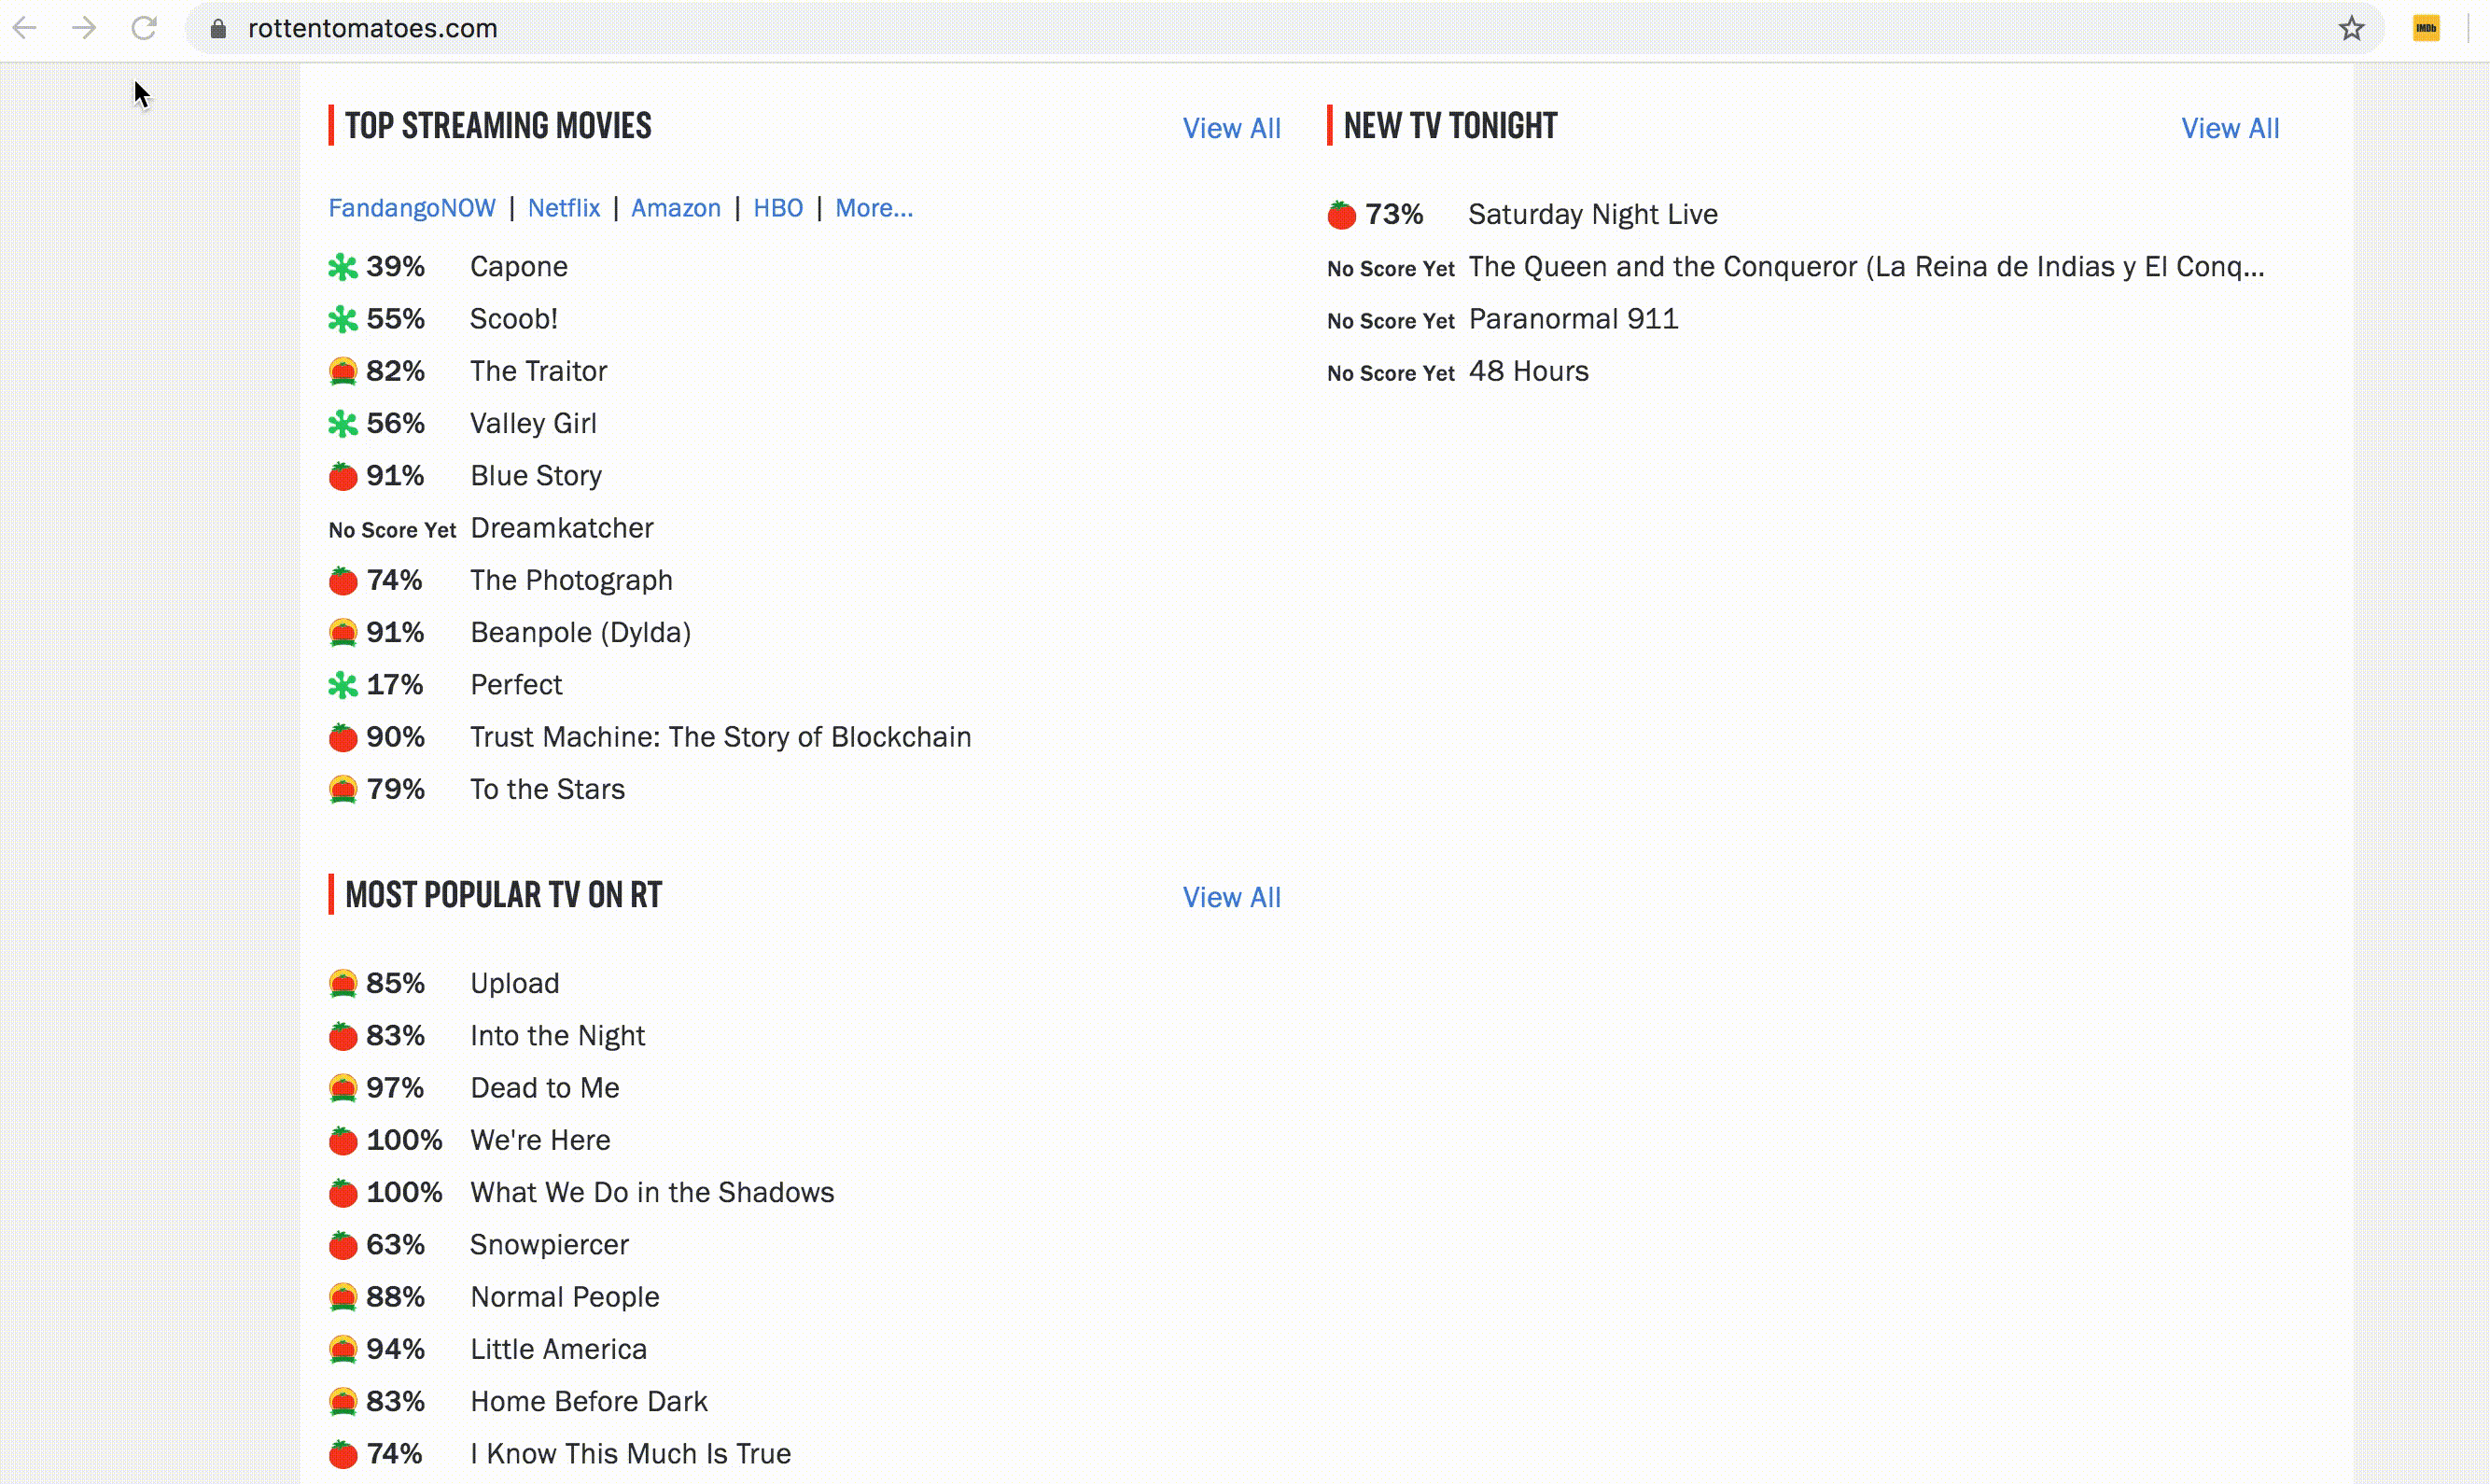 rottentomatoes.com
IMDb
TOP STREAMING MOVIES
View All
FandangoNOW | Netflix | Amazon | HBO | More...
39% Capone
55% Scoob!
82% The Traitor
56% Valley Girl
91% Blue Story
No Score Yet Dreamkatcher
74% The Photograph
91% Beanpole (Dylda)
17% Perfect
90% Trust Machine: The Story of Blockchain
79% To the Stars
NEW TV TONIGHT
View All
73% Saturday Night Live
No Score Yet The Queen and the Conqueror (La Reina de Indias y El Conq...
No Score Yet Paranormal 911
No Score Yet 48 Hours
MOST POPULAR TV ON RT
View All
85% Upload
83% Into the Night
97% Dead to Me
100% We're Here
100% What We Do in the Shadows
63% Snowpiercer
88% Normal People
94% Little America
83% Home Before Dark
74% I Know This Much Is True